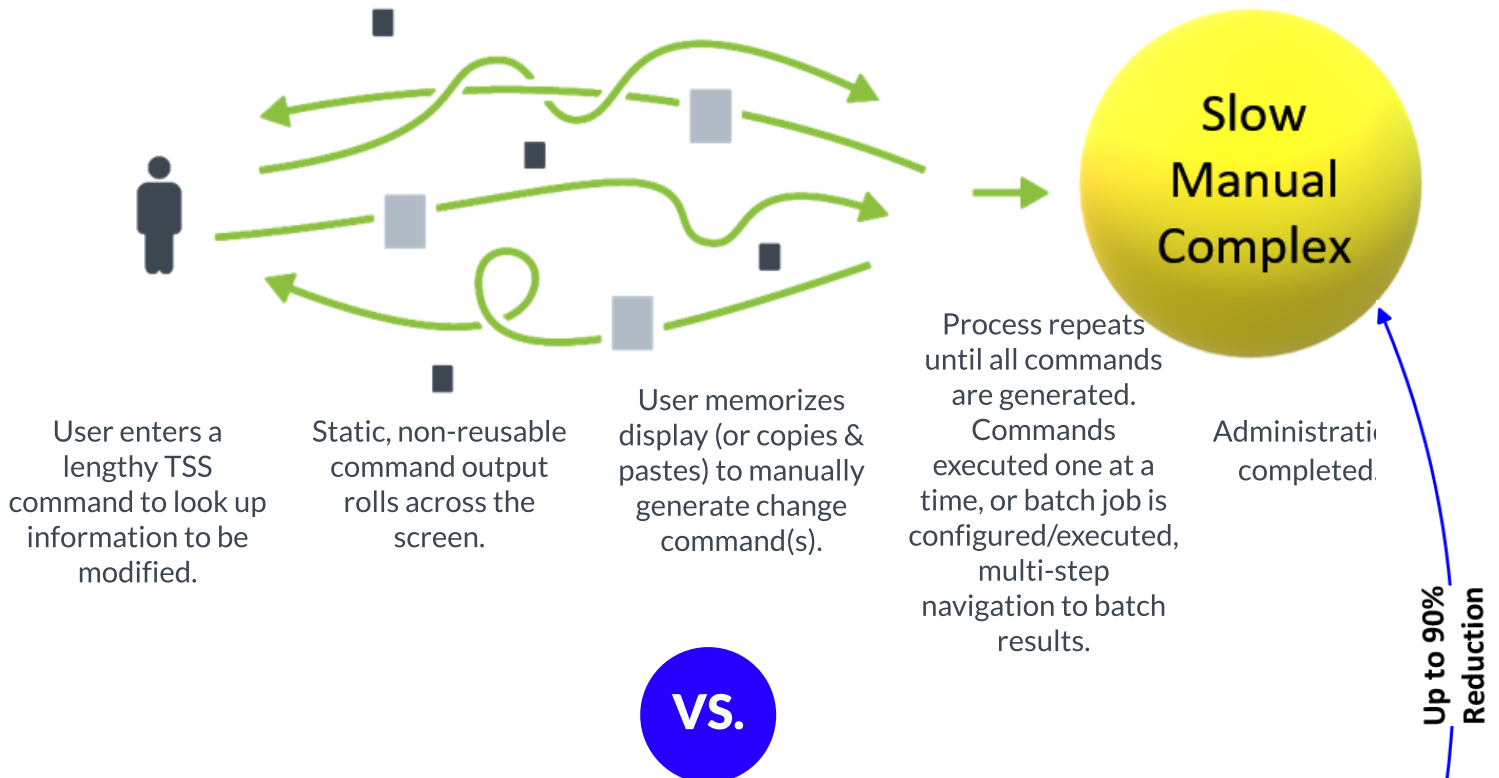 Slow
Manual
Complex
User enters a
lengthy TSS
command to look up
information to be
modified.
Static, non-reusable
command output
rolls across the
screen.
User memorizes
display (or copies &
pastes) to manually
generate change
command(s).
Process repeats
until all commands
are generated.
Commands
executed one at a
time, or batch job is
configured/executed,
multi-step
navigation to batch
results.
completed.
Up to 90%
Reduction
VS.